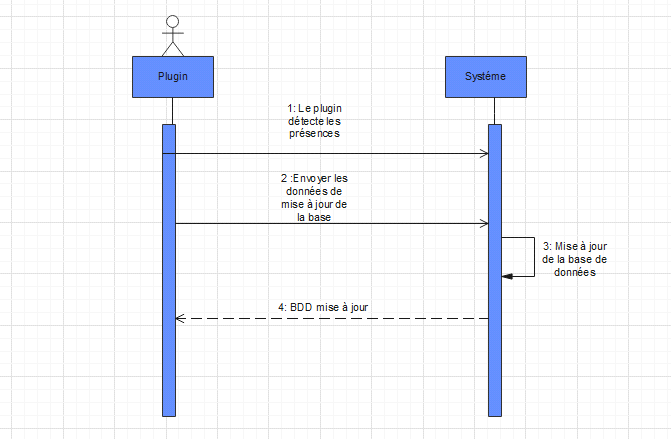 Plugin
Systéme
1: Le plugin
détecte les
présences
2 :Envoyer les
données de
mise à jour de
la base
3: Mise à jour
de la base de
données
4: BDD mise à jour